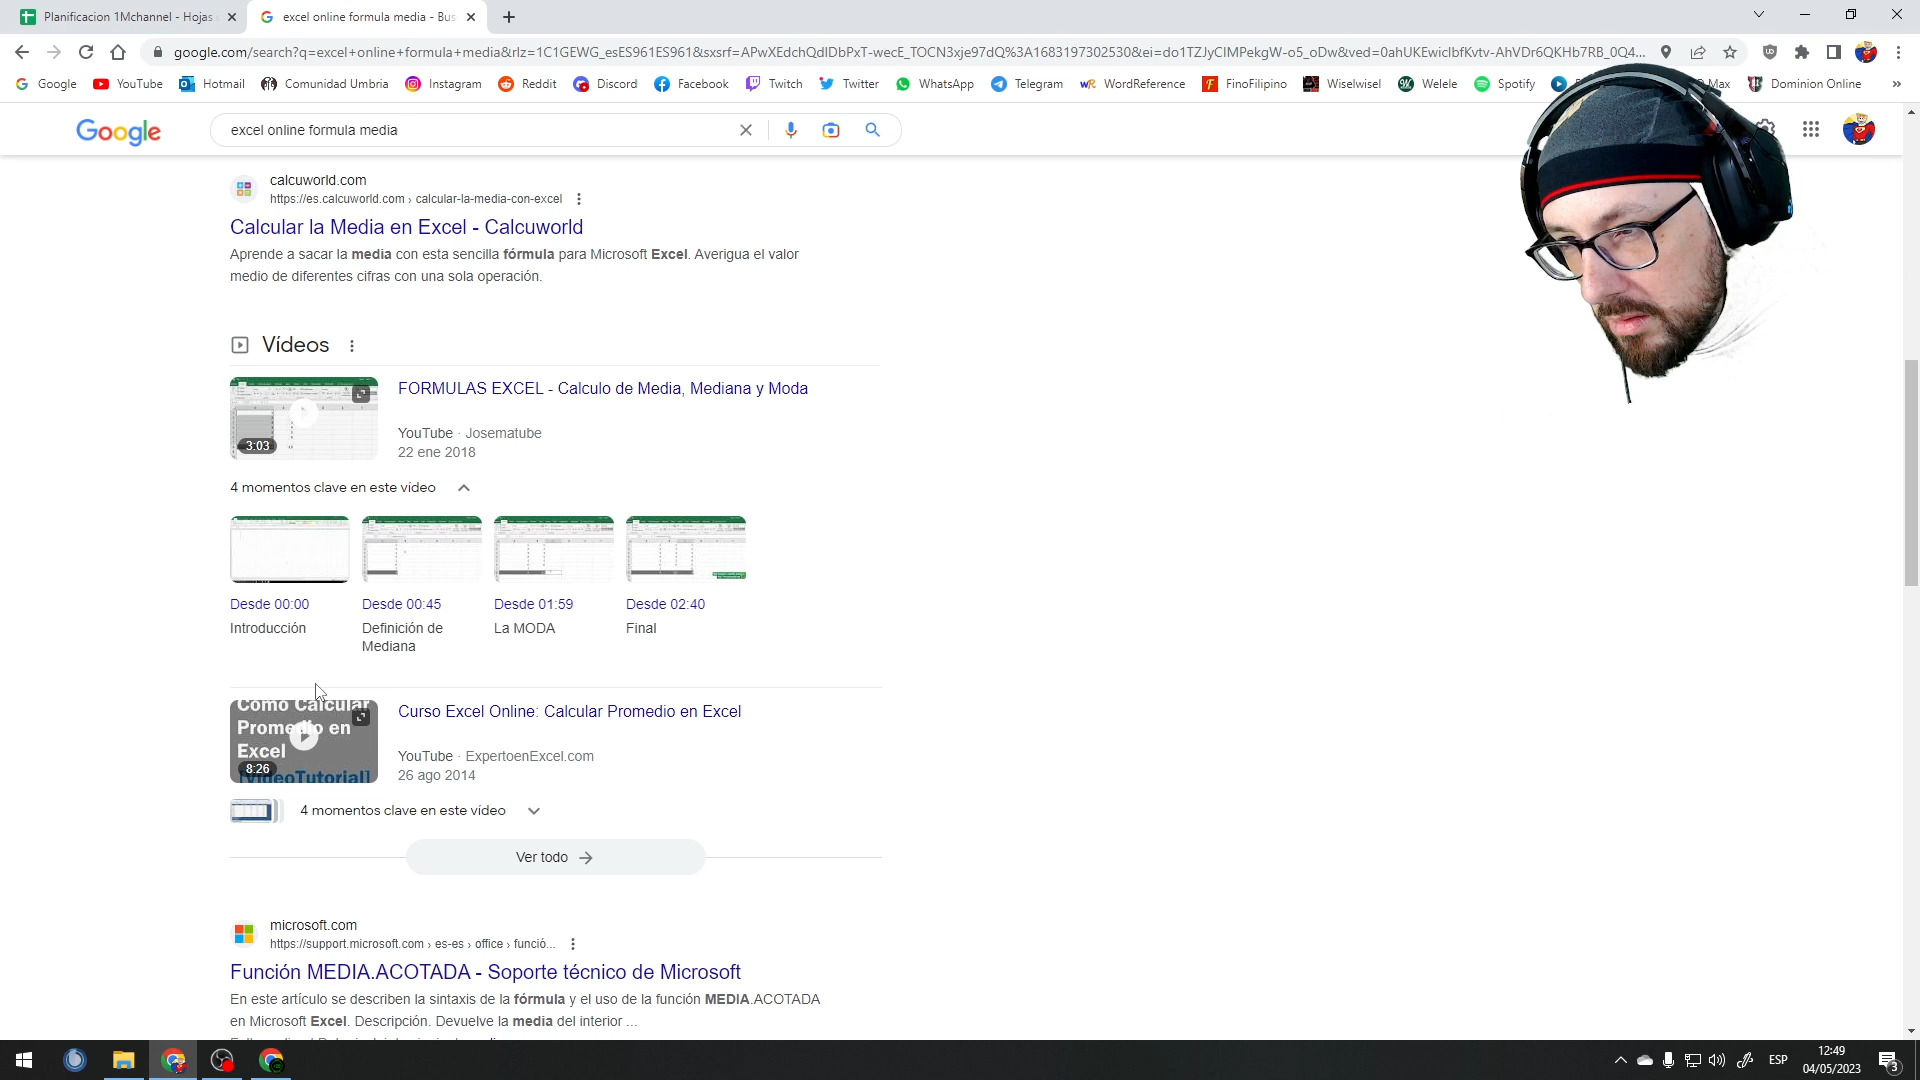 Planificacion 1Mchannel - Hojas
excel online formula media - Bus
google.com/search?q=excel+online+formula+media&rlz=1C1GEWG_esES961ES961&sxsrf=APwXEdchQdIDbPxT-wecE_TOCN3xje97dQ%3A1683197302530&ei=do1TZJyCIMPekgW-o5_oDw&ved=0ahUKEwiclbfKvtv-AhVDr6QKHb7RB_0Q4...
Google YouTube Hotmail Comunidad Umbria Instagram Reddit Discord Facebook Twitch Twitter WhatsApp Telegram WordReference FinoFilipino Wiselwisel Welele Spotify Max Dominion Online »
Google
excel online formula media
calcuworld.com
https://es.calcuworld.com › calcular-la-media-con-excel
Calcular la Media en Excel - Calcuworld
Aprende a sacar la media con esta sencilla fórmula para Microsoft Excel. Averigua el valor
medio de diferentes cifras con una sola operación.
Vídeos
FORMULAS EXCEL - Calculo de Media, Mediana y Moda
3:03
YouTube · Josematube
22 ene 2018
4 momentos clave en este vídeo
Desde 00:00
Introducción
Desde 00:45
Definición de
Mediana
Desde 01:59
La MODA
Desde 02:40
Final
Como Calcular
Promedio en
Excel
[VideoTutorial]
8:26
Curso Excel Online: Calcular Promedio en Excel
YouTube · ExpertoenExcel.com
26 ago 2014
4 momentos clave en este vídeo
Ver todo
microsoft.com
https://support.microsoft.com › es-es › office › funció...
Función MEDIA.ACOTADA - Soporte técnico de Microsoft
En este artículo se describen la sintaxis de la fórmula y el uso de la función MEDIA.ACOTADA
en Microsoft Excel. Descripción. Devuelve la media del interior ...
ESP
12:49
04/05/2023
3